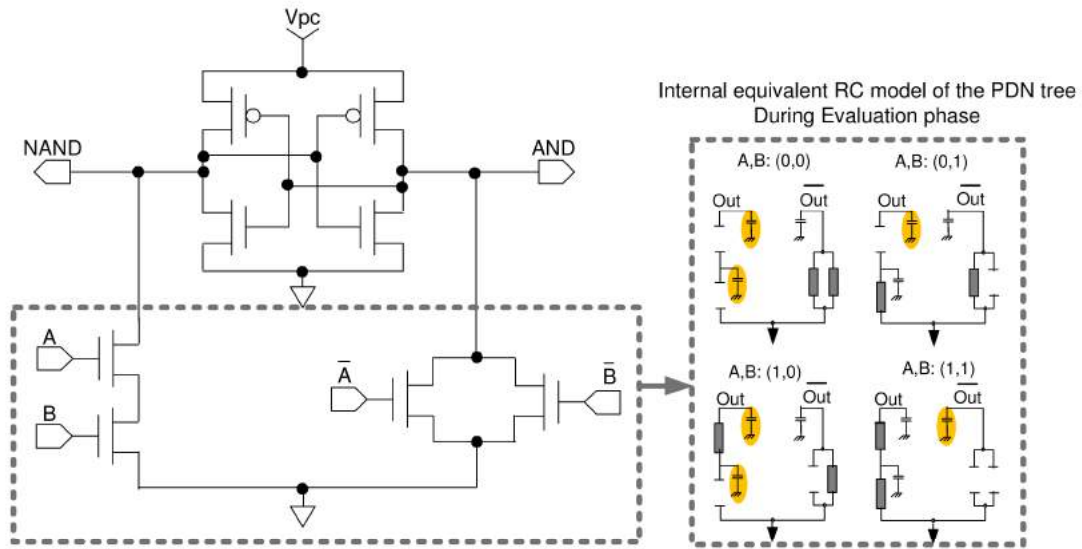 Vpc
NAND
AND
A
B
A
B
Internal equivalent RC model of the PDN tree
During Evaluation phase
A,B: (0,0)
Out
Out
A,B: (0,1)
Out
Out
A,B: (1,0)
Out
Out
A,B: (1,1)
Out
Out